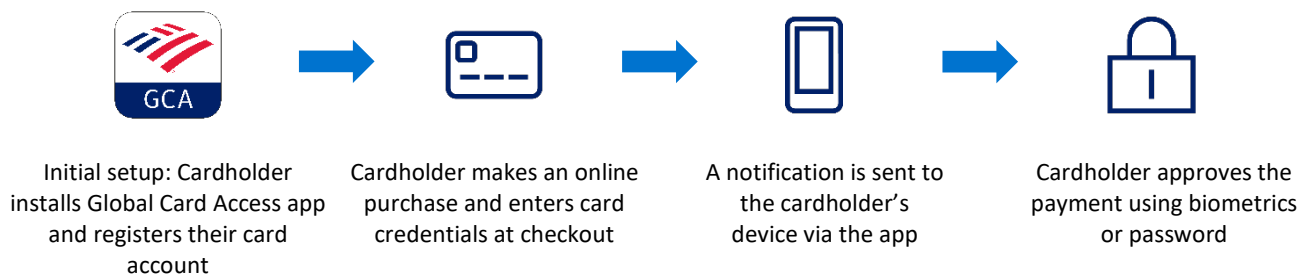 GCA
Initial setup: Cardholder
installs Global Card Access app
and registers their card
account
Cardholder makes an online
purchase and enters card
credentials at checkout
A notification is sent to
the cardholder’s
device via the app
Cardholder approves the
payment using biometrics
or password